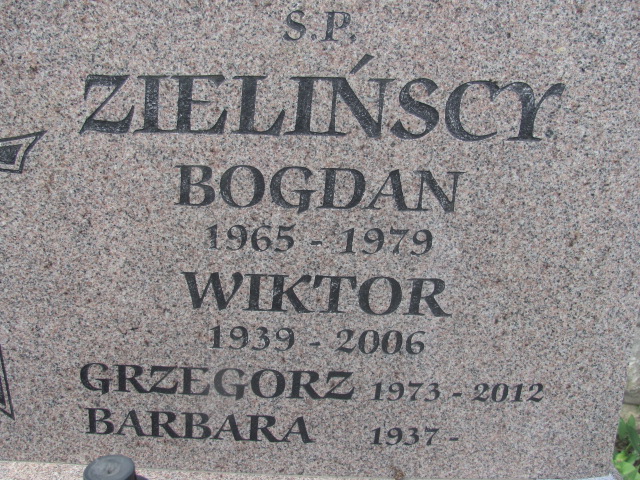 Ś.P.
ZIELIŃSCY
BOGDAN
1965 - 1979
WIKTOR
1939 - 2006
GRZEGORZ 1973 - 2012
BARBARA 1937 -